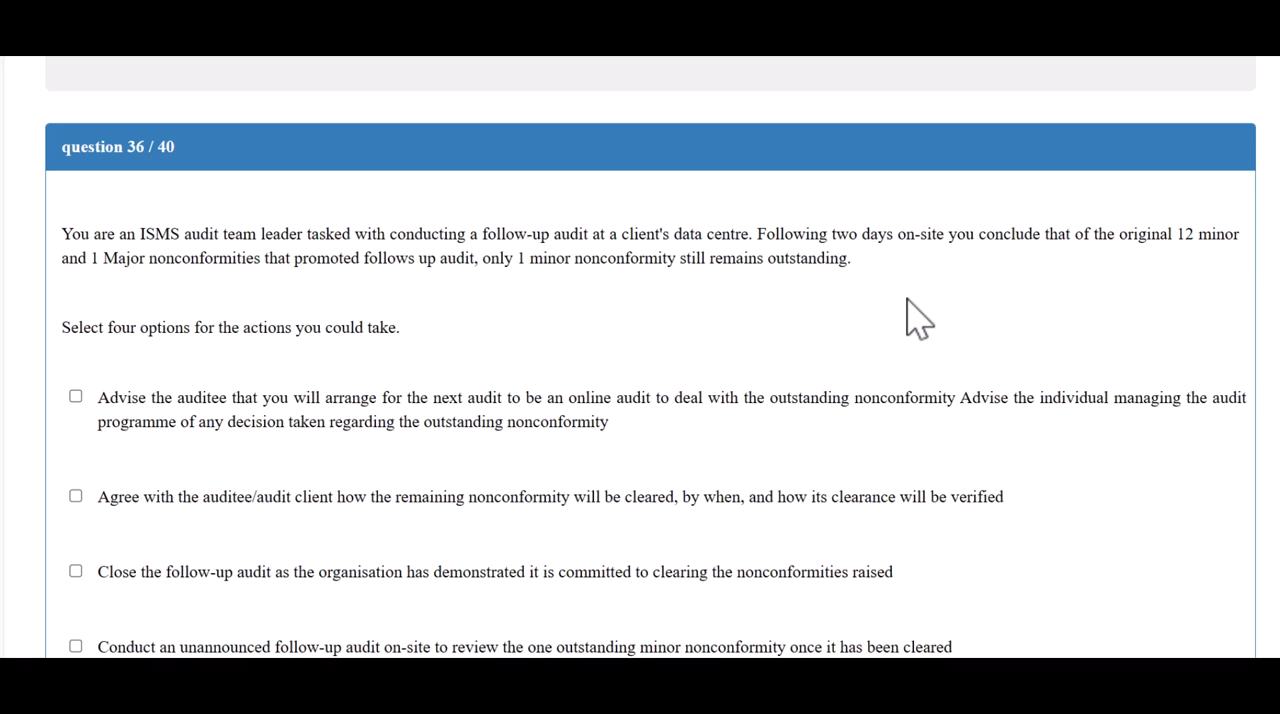 question 36 / 40
You are an ISMS audit team leader tasked with conducting a follow-up audit at a client's data centre. Following two days on-site you conclude that of the original 12 minor
and 1 Major nonconformities that promoted follows up audit, only 1 minor nonconformity still remains outstanding.
Select four options for the actions you could take.
Advise the auditee that you will arrange for the next audit to be an online audit to deal with the outstanding nonconformity Advise the individual managing the audit
programme of any decision taken regarding the outstanding nonconformity
Agree with the auditee/audit client how the remaining nonconformity will be cleared, by when, and how its clearance will be verified
Close the follow-up audit as the organisation has demonstrated it is committed to clearing the nonconformities raised
Conduct an unannounced follow-up audit on-site to review the one outstanding minor nonconformity once it has been cleared